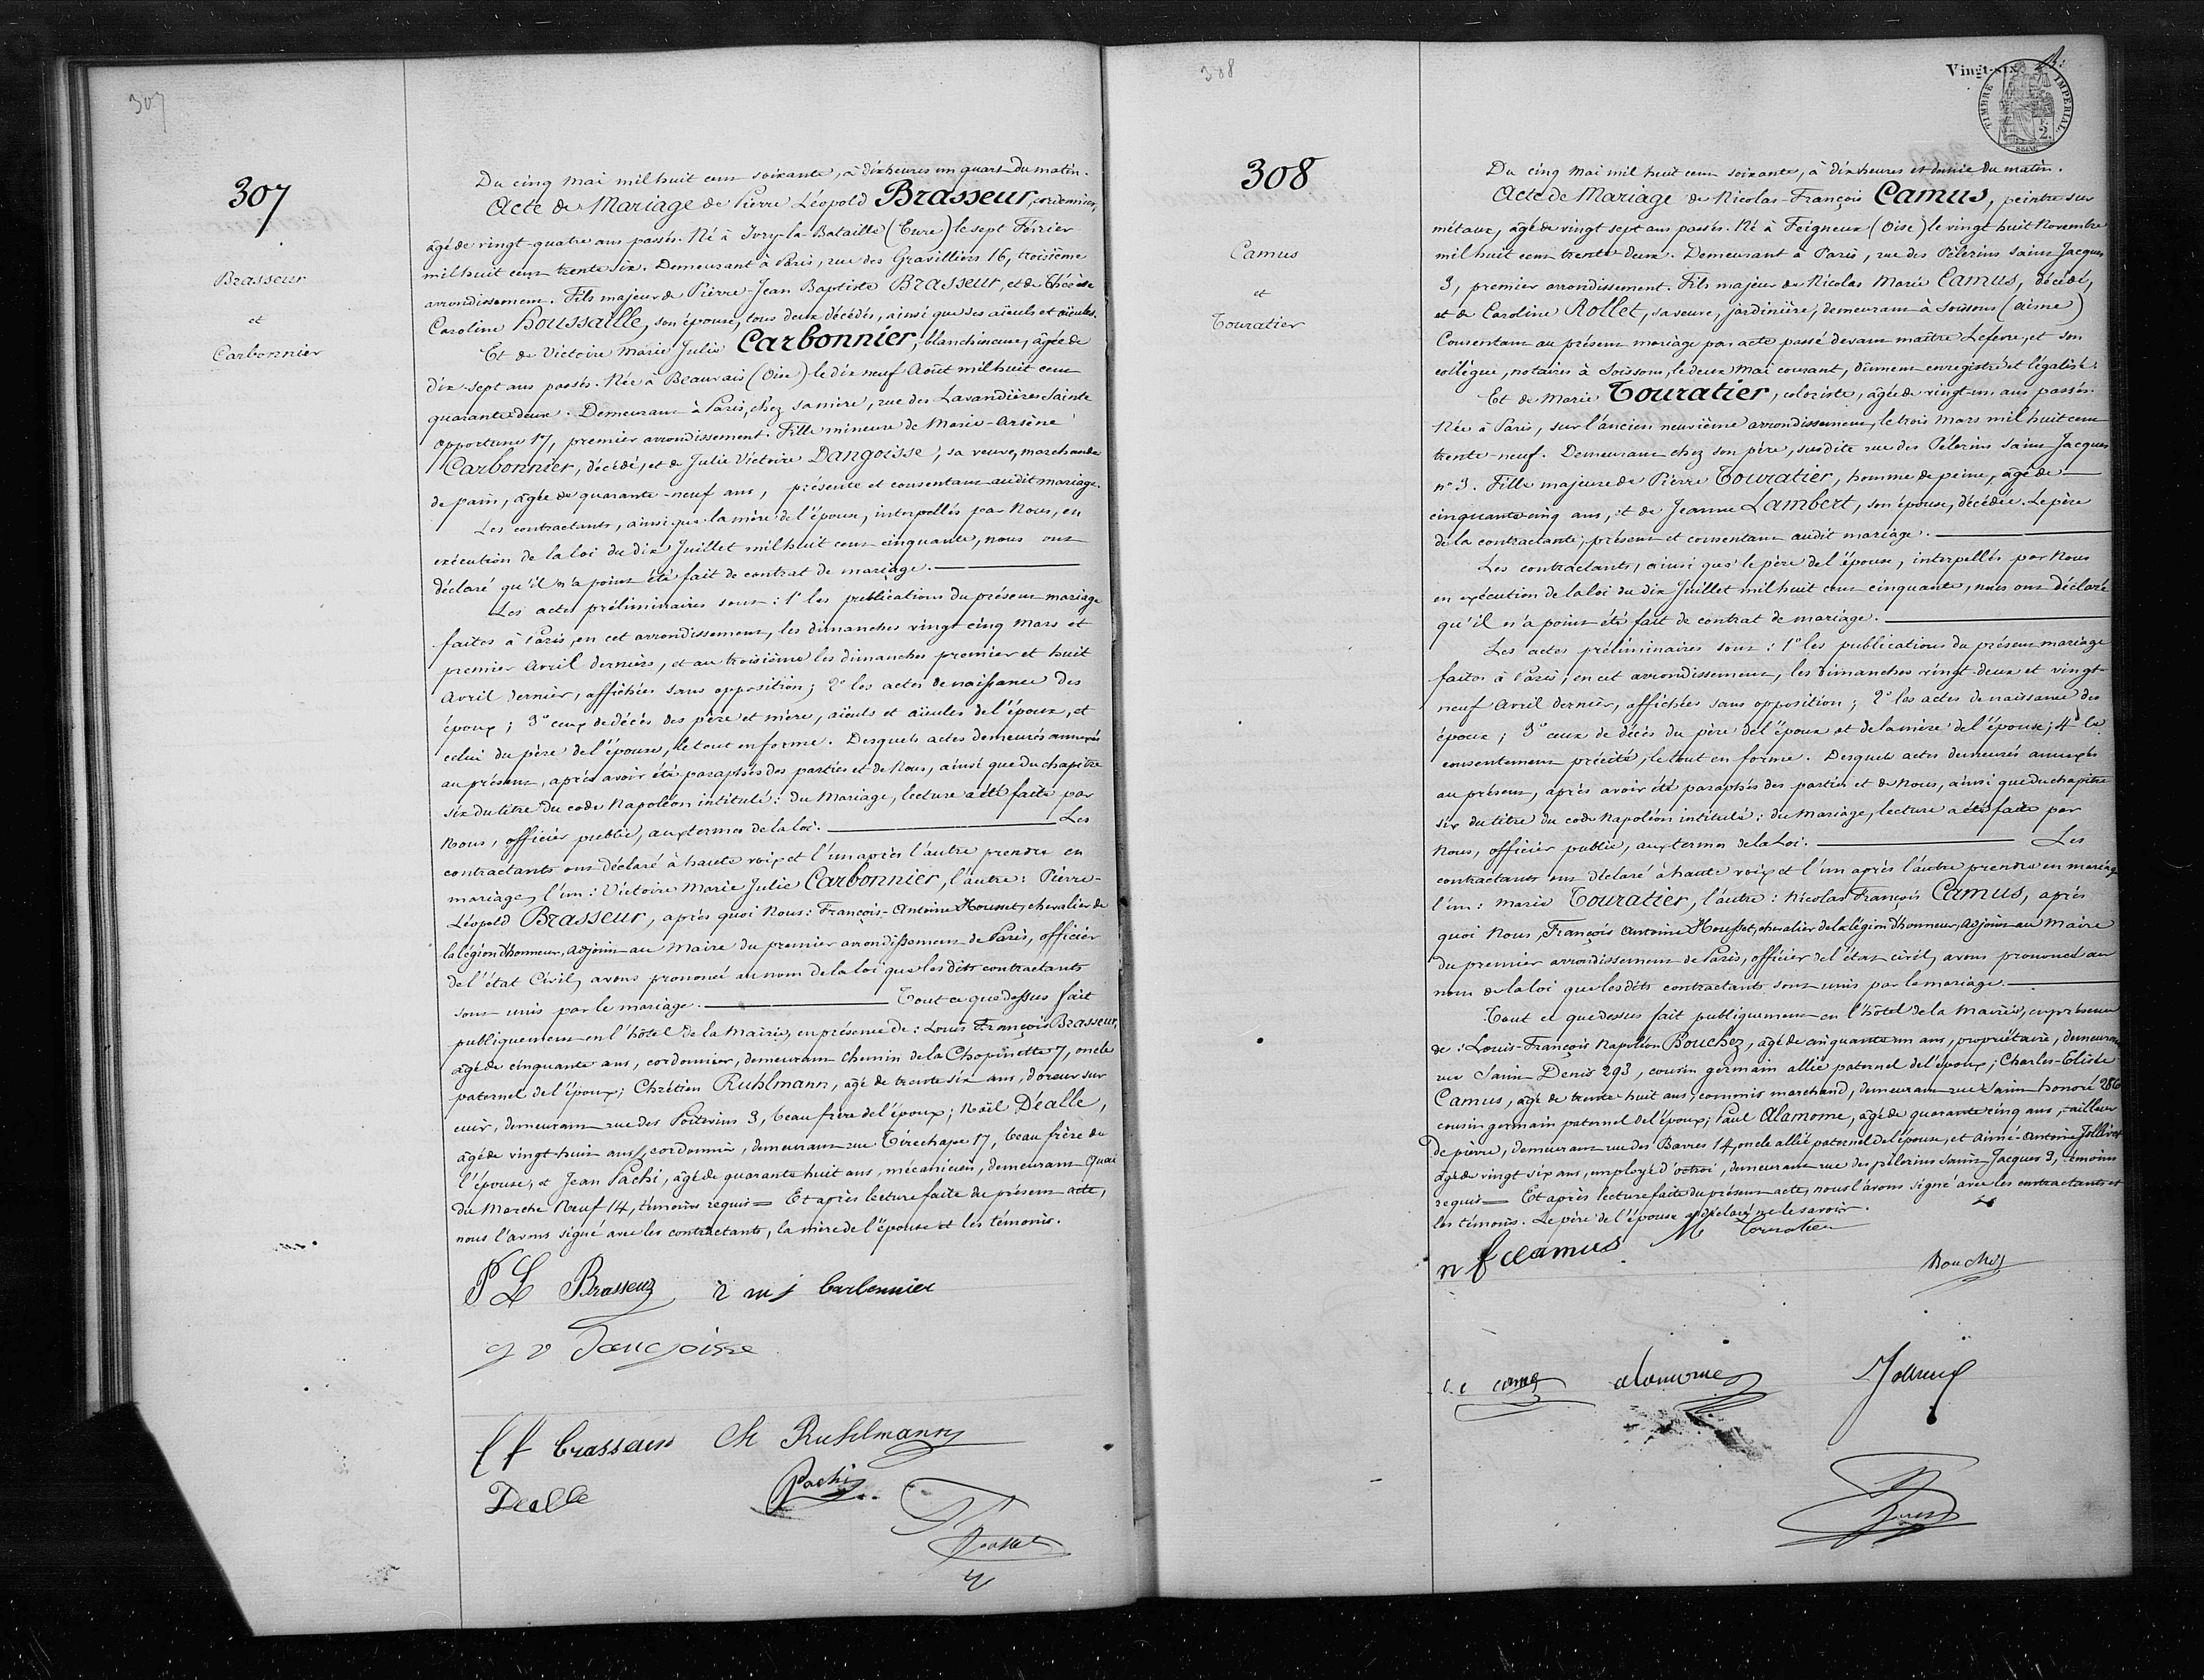 307
307
Brasseur
et
Carbonnier
Du cinq Mai mil huit cent soixante, à dix heures un quart du matin.
Acte de Mariage de Pierre Léopold Brasseur, cordonnier,
âgé de vingt-quatre ans passés. Né à Ivry-la-Bataille (Eure) le sept Février
mil huit cent trente six. Demeurant à Paris, rue des Gravilliers 16, troisième
arrondissement. Fils majeur de Pierre-Jean Baptiste Brasseur, et de Thérèse
Caroline Houssaille, son épouse, tous deux décédés, ainsi que ses aïeuls et aïeules.
Et de Victoire Marie Julie Carbonnier, blanchisseuse, âgée de
dix-sept ans passés. Née à Beauvais (Oise) le dix neuf Août mil huit cent
quarante deux. Demeurant à Paris, chez sa mère, rue des Lavandières Sainte
Opportune 17, premier arrondissement. Fille mineure de Marie-Arsène
Carbonnier, décédé, et de Julie Victoire Dangoisse, sa veuve, marchande
de pain, âgée de quarante-neuf ans, présente et consentant audit mariage.
Les contractants, ainsi que la mère de l'épouse, interpellés par Nous, en
exécution de la loi du dix Juillet mil huit cent cinquante, nous ont
déclaré qu'il n'a point été fait de contrat de mariage.
Les actes préliminaires sont : 1° les publications du présent mariage
faites à Paris, en cet arrondissement, les dimanches vingt cinq Mars et
premier Avril derniers, et au troisième les dimanches premier et huit
Avril dernier, affichées sans opposition ; 2° les actes de naissance des
époux ; 3° ceux de décès des père et mère, aïeuls et aïeules de l'époux, et
celui du père de l'épouse, le tout en forme. Desquels actes demeurés annexés
au présent, après avoir été paraphés des parties et de Nous, ainsi que du chapitre
six du titre du code Napoléon intitulé : du Mariage, lecture a été faite par
Nous, officier public, aux termes de la loi. Les
contractants ont déclaré à haute voix et l'un après l'autre prendre en
mariage, l'un : Victoire Marie Julie Carbonnier, l'autre : Pierre-
Léopold Brasseur, après quoi Nous : François-Antoine Housset, chevalier de
la légion d'honneur, Adjoint au Maire du premier arrondissement de Paris, officier
de l'état Civil, avons prononcé au nom de la loi que les dits contractants
sont unis par le mariage. Tout ce que dessus fait
publiquement en l'hôtel de la Mairie, en présence de : Louis François Brasseur,
âgé de cinquante ans, cordonnier, demeurant Chemin de la Chopinette 7, oncle
paternel de l'époux ; Chrétien Ruhlmann, âgé de trente six ans, doreur sur
cuir, demeurant rue des Poitevins 3, beau frère de l'époux ; Noël Déalle,
âgé de vingt-huit ans, cordonnier, demeurant rue Tirechape 17, beau frère de
l'épouse, et Jean Pachi, âgé de quarante huit ans, mécanicien, demeurant Quai
du Marché Neuf 14, témoins requis = Et après lecture faite du présent acte,
nous l'avons signé avec les contractants, la mère de l'épouse et les témoins.
P L Brasseur v m j Carbonnier
j v Dangoisse
l f brasseur Ch Ruhlmann
Dealle Pachi
308
Vingt-six
TIMBRE IMPERIAL
2.
SEINE
308
Camus
et
Touratier
Du cinq Mai mil huit cent soixante, à dix heures et demie du matin.
Acte de Mariage de Nicolas-François Camus, peintre sur
métaux, âgé de vingt sept ans passés. Né à Feigneux (Oise) le vingt huit Novembre
mil huit cent trente-deux. Demeurant à Paris, rue des Pèlerins Saint Jacques
3, premier arrondissement. Fils majeur de Nicolas Marie Camus, décédé,
et de Caroline Rollet, sa veuve, jardinière, demeurant à Soissons (aisne)
Consentant au présent mariage par acte passé devant maître Lefevre, et son
collègue, notaires à Soissons, le deux Mai courant, dûment enregistré et légalisé.
Et de Marie Touratier, coloriste, âgée de vingt-un ans passés.
Née à Paris, sur l'ancien neuvième arrondissement, le trois Mars mil huit cent
trente-neuf. Demeurant chez son père, susdite rue des Pèlerins Saint-Jacques
n° 3. Fille majeure de Pierre Touratier, homme de peine, âgé de
cinquante cinq ans, et de Jeanne Lambert, son épouse, décédée. Le père
de la contractante, présent et consentant audit mariage.
Les contractants, ainsi que le père de l'épouse, interpellés par Nous
en exécution de la loi du dix Juillet mil huit cent cinquante, nous ont déclaré
qu'il n'a point été fait de contrat de mariage.
Les actes préliminaires sont : 1° les publications du présent mariage
faites à Paris, en cet arrondissement, les dimanches vingt-deux et vingt-
neuf Avril dernier, affichées sans opposition ; 2° les actes de naissance des
époux ; 3° ceux de décès du père de l'époux et de la mère de l'épouse ; 4° le
consentement précité, le tout en forme. Desquels actes demeurés annexés
au présent, après avoir été paraphés des parties et de Nous, ainsi que du chapitre
six du titre du code Napoléon intitulé : du Mariage, lecture a été faite par
Nous, officier public, aux termes de la Loi. Les
contractants ont déclaré à haute voix et l'un après l'autre prendre en mariage
l'un : Marie Touratier, l'autre : Nicolas François Camus, après
quoi Nous, François Antoine Housset, chevalier de la légion d'honneur, Adjoint au Maire
du premier arrondissement de Paris, officier de l'état civil, avons prononcé au
nom de la loi que les dits contractants sont unis par le mariage.
Tout ce que dessus fait publiquement en l'hôtel de la Mairie, en présence
de : Louis-François Napoléon Bouchez, âgé de cinquante un ans, propriétaire, demeurant
rue Saint Denis 293, cousin germain allié paternel de l'époux ; Charles-Elisée
Camus, âgé de trente-huit ans, commis marchand, demeurant rue Saint honoré 286
cousin germain paternel de l'époux ; Paul Alamome, âgé de quarante cinq ans, tailleur
de pierre, demeurant rue des Barres 14, oncle allié paternel de l'épouse, et Aimé-Antoine Jollivet
âgé de vingt six ans, employé d'octroi, demeurant rue des pèlerins Saint Jacques 3, témoins
requis — Et après lecture faite du présent acte, nous l'avons signé avec les contractants et
les témoins. Le père de l'épouse a déclaré ne le savoir.
n f camus M Touratier
Bouchez
c. e camus alamome Jollivet